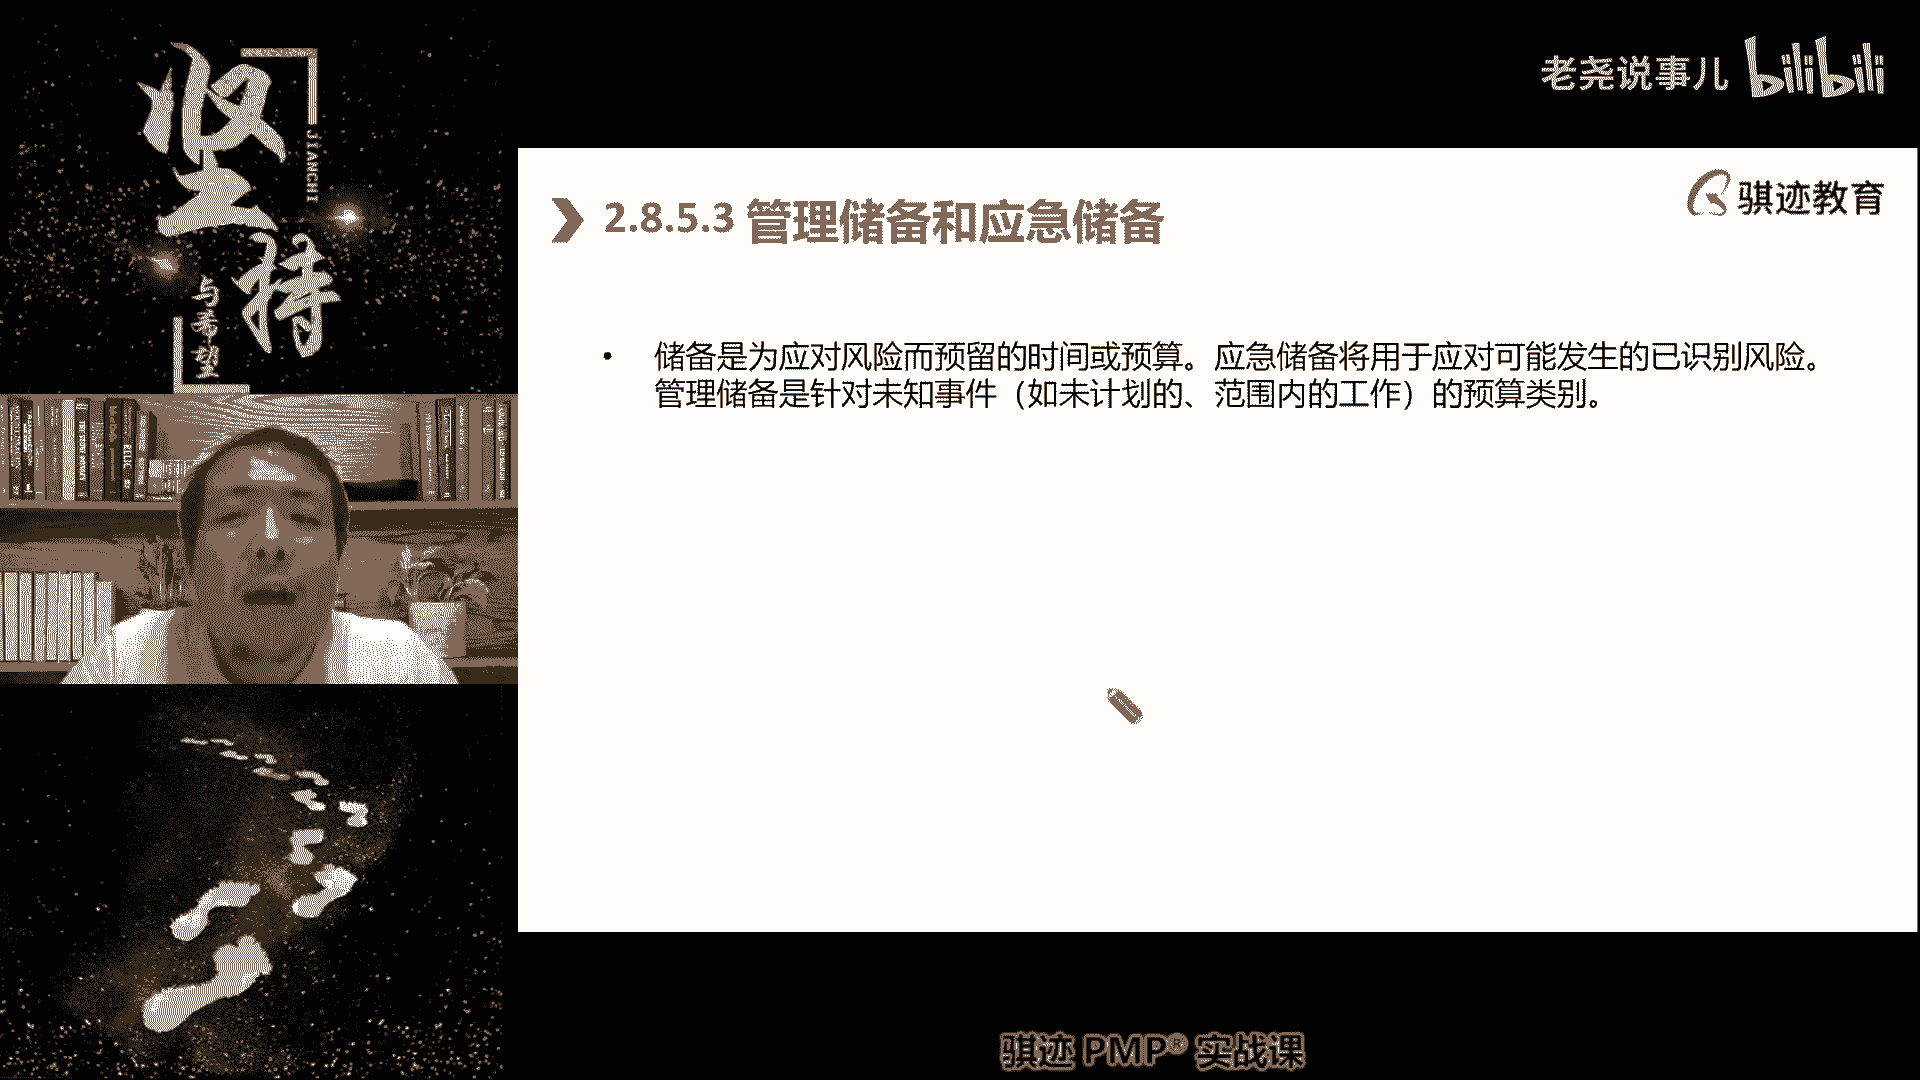 坚持
JIANCHI
与希望
老尧说事儿 bilibili
骐迹教育
2.8.5.3 管理储备和应急储备
• 储备是为应对风险而预留的时间或预算。应急储备将用于应对可能发生的已识别风险。
管理储备是针对未知事件（如未计划的、范围内的工作）的预算类别。
骐迹 PMP® 实战课